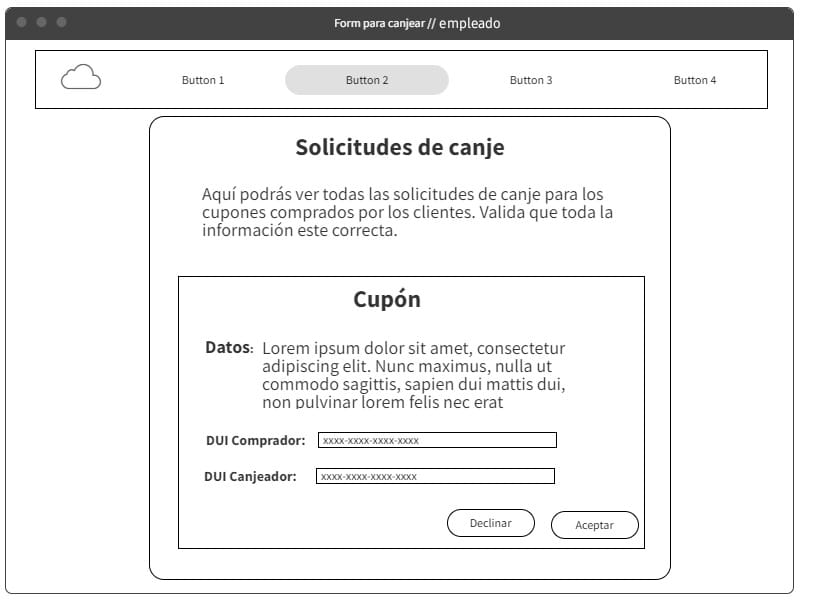 Form para canjear // empleado
Button 1
Button 2
Button 3
Button 4
Solicitudes de canje
Aquí podrás ver todas las solicitudes de canje para los
cupones comprados por los clientes. Valida que toda la
información este correcta.
Cupón
Datos: Lorem ipsum dolor sit amet, consectetur
adipiscing elit. Nunc maximus, nulla ut
commodo sagittis, sapien dui mattis dui,
non pulvinar lorem felis nec erat
DUI Comprador: xxxx-xxxx-xxxx-xxxx
DUI Canjeador: xxxx-xxxx-xxxx-xxxx
Declinar
Aceptar